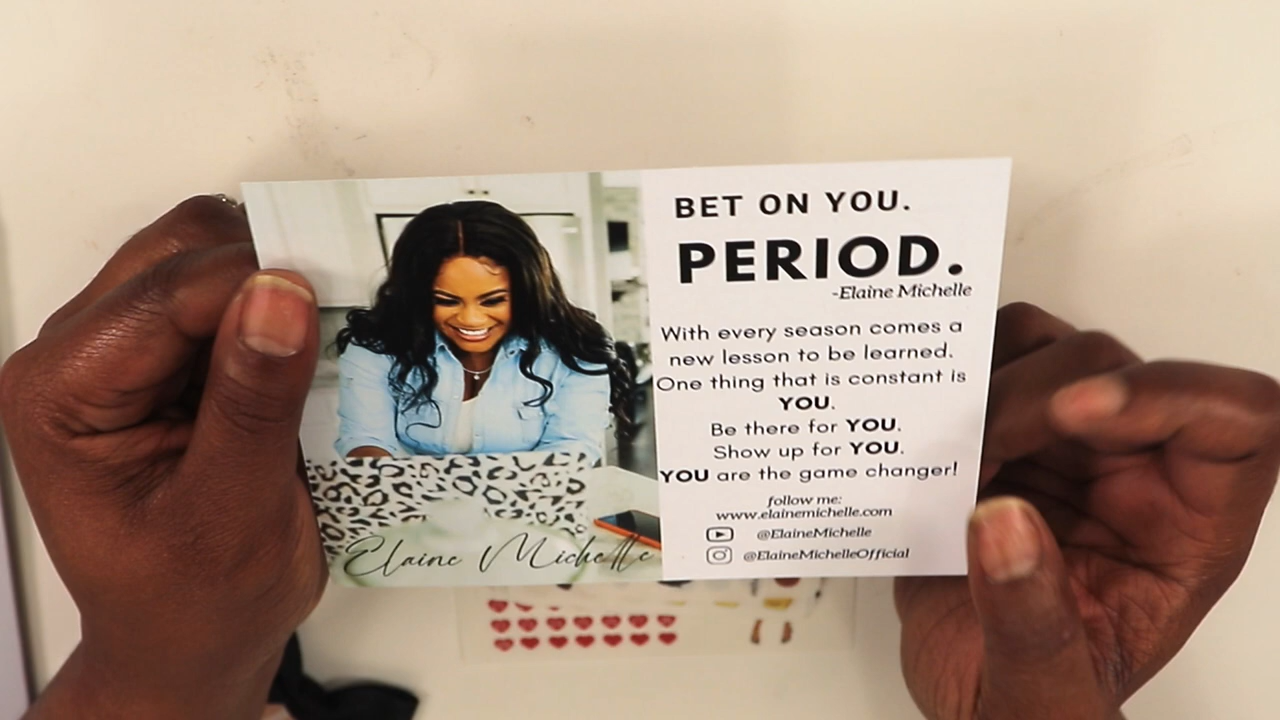 BET ON YOU.
PERIOD.
-Elaine Michelle
With every season comes a
new lesson to be learned.
One thing that is constant is
YOU.
Be there for YOU.
Show up for YOU.
YOU are the game changer!
follow me:
www.elainemichelle.com
@ElaineMichelle
@ElaineMichelleOfficial
Elaine Michelle